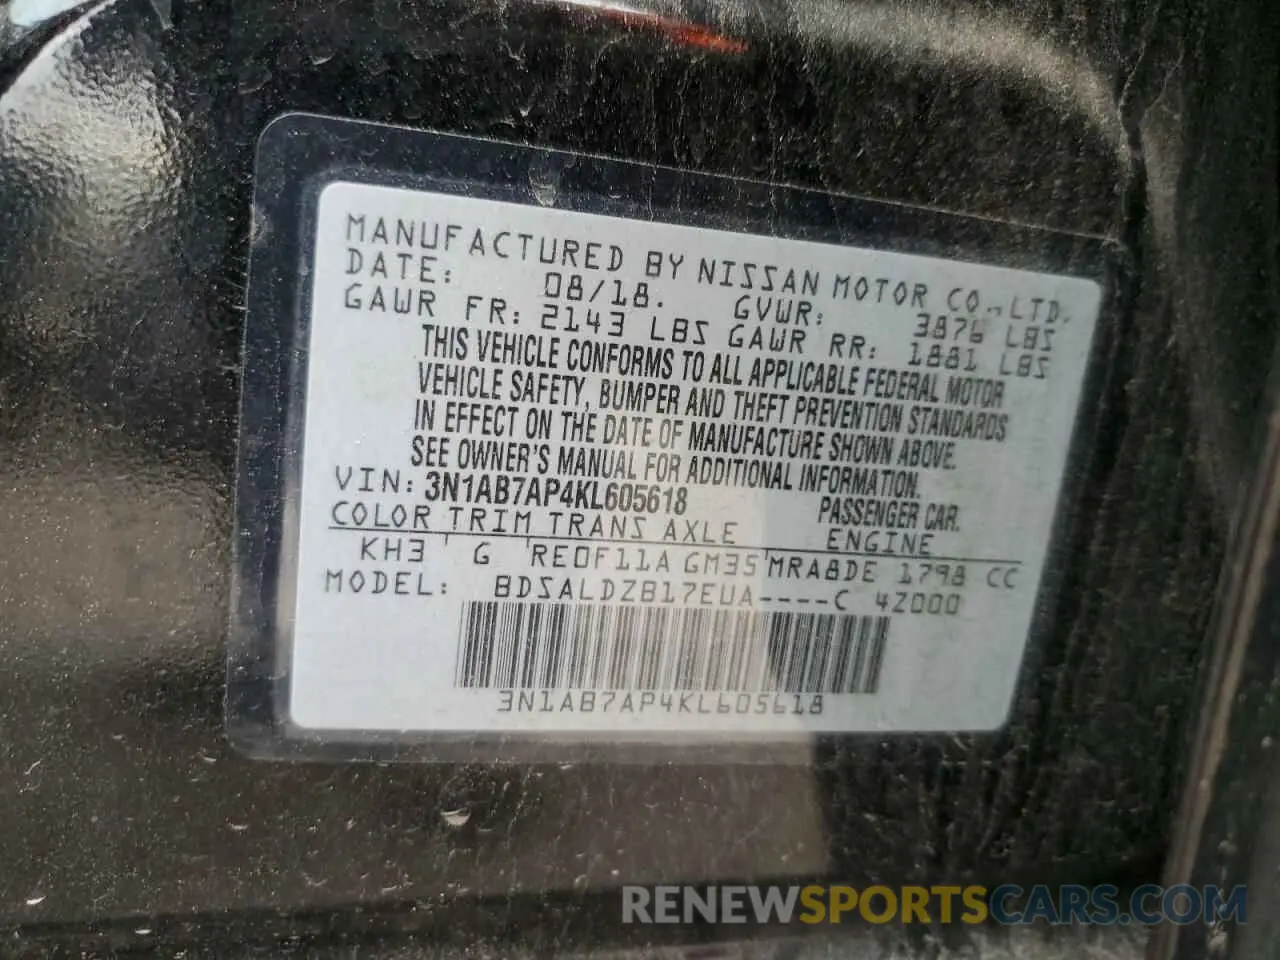 MANUFACTURED BY NISSAN MOTOR CO., LTD.
DATE: 08/18. GVWR: 3876 LBS
GAWR FR: 2143 LBS GAWR RR: 1881 LBS
THIS VEHICLE CONFORMS TO ALL APPLICABLE FEDERAL MOTOR
VEHICLE SAFETY, BUMPER AND THEFT PREVENTION STANDARDS
IN EFFECT ON THE DATE OF MANUFACTURE SHOWN ABOVE.
SEE OWNER'S MANUAL FOR ADDITIONAL INFORMATION.
VIN: 3N1AB7AP4KL605618 PASSENGER CAR.
COLOR TRIM TRANS AXLE ENGINE
KH3 G RE0F11A GM35 MRA8DE 1798 CC
MODEL: BDSALDZB17EUA----C 4Z000
3N1AB7AP4KL605618
RENEWSPORTSCARS.COM